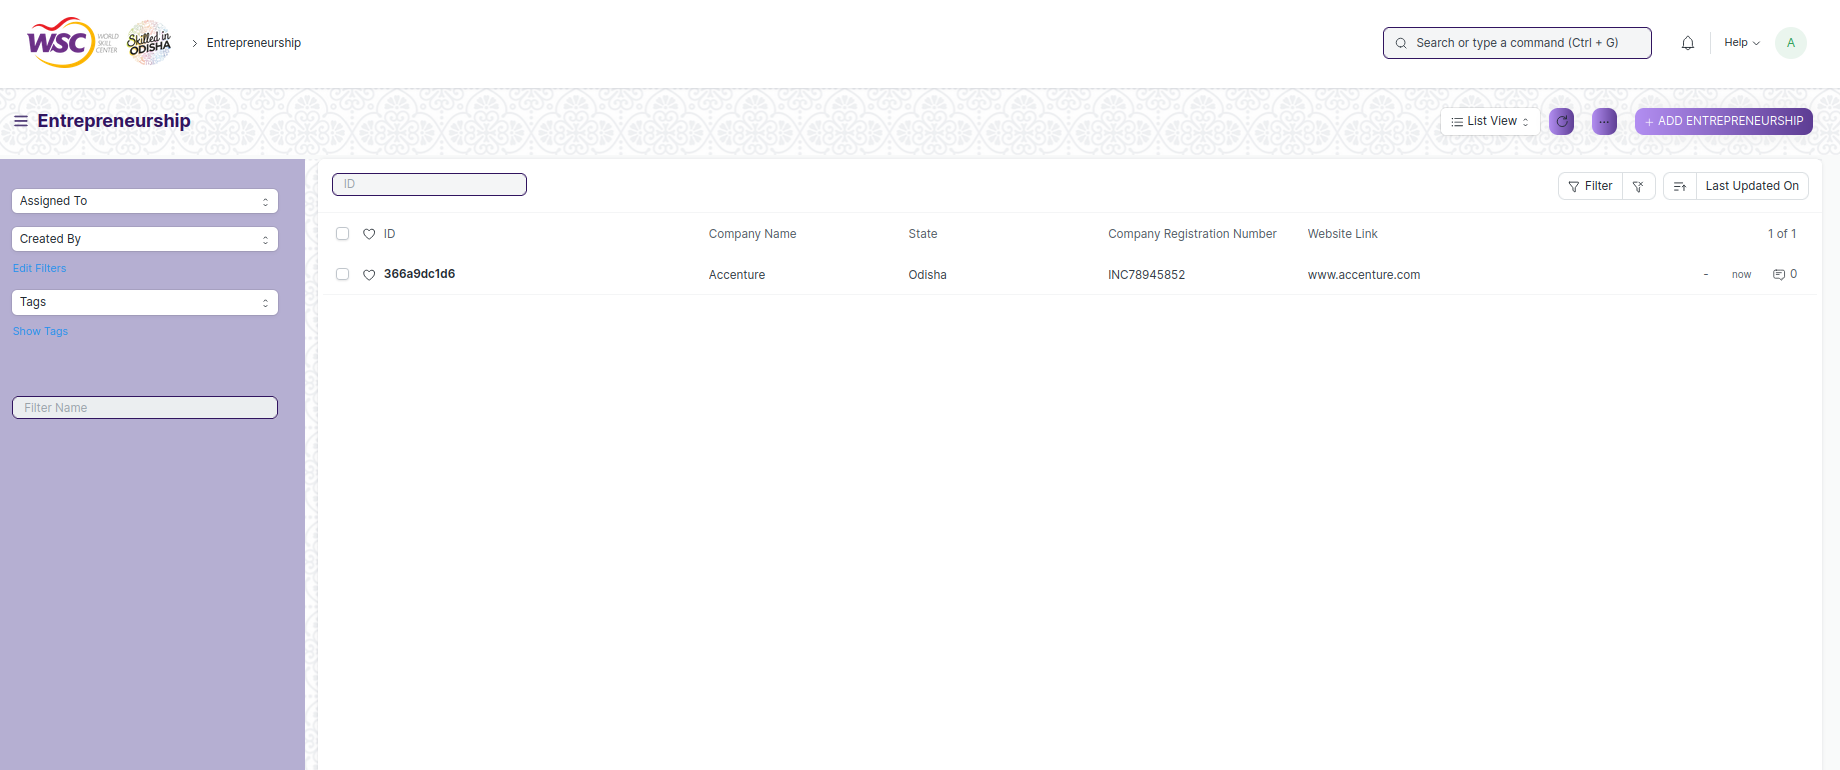 WSC WORLD SKILL CENTER
Skilled in ODISHA
Entrepreneurship
Search or type a command (Ctrl + G)
Help
A
Entrepreneurship
List View
...
+ ADD ENTREPRENEURSHIP
Assigned To
Created By
Edit Filters
Tags
Show Tags
Filter Name
ID
Filter
Last Updated On
ID Company Name State Company Registration Number Website Link 1 of 1
366a9dc1d6 Accenture Odisha INC78945852 www.accenture.com - now 0